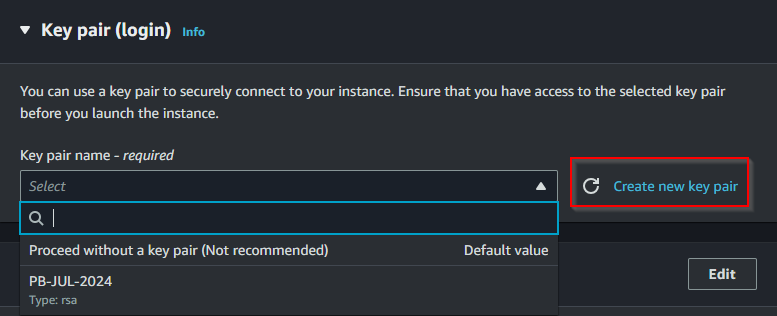 Key pair (login) Info
You can use a key pair to securely connect to your instance. Ensure that you have access to the selected key pair
before you launch the instance.
Key pair name - required
Select
Create new key pair
Proceed without a key pair (Not recommended) Default value
PB-JUL-2024
Type: rsa
Edit